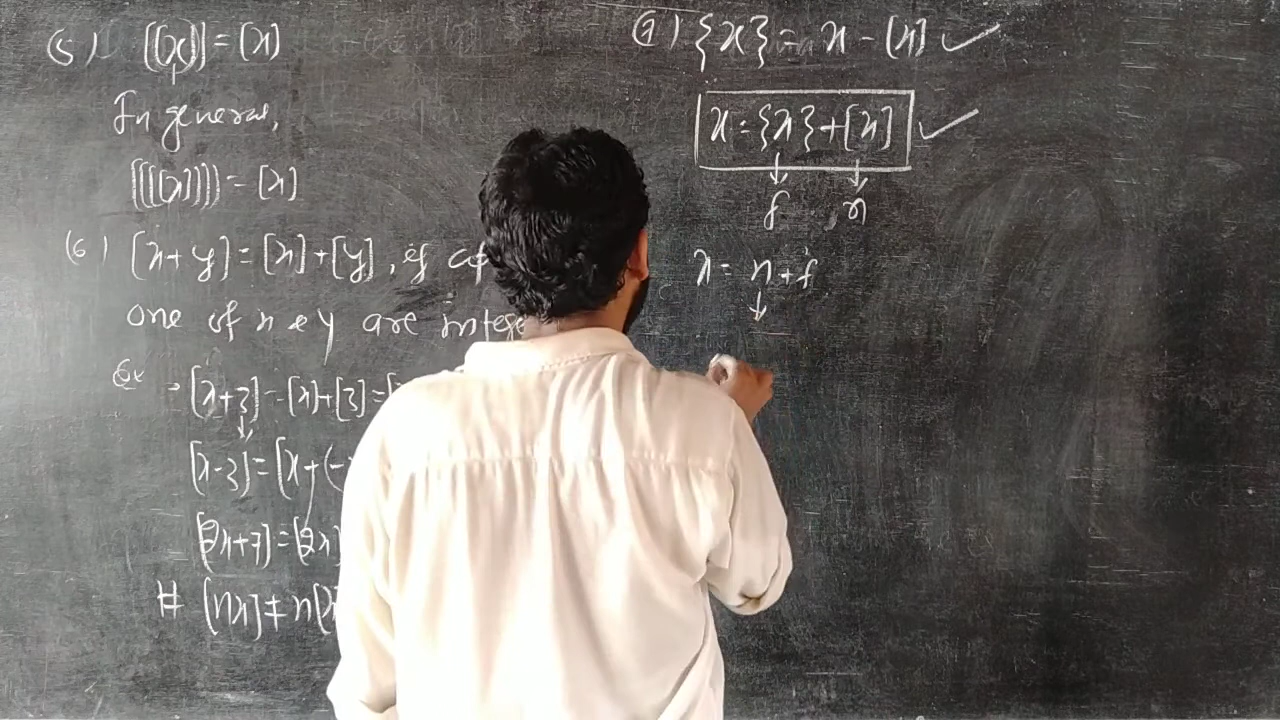 (5) [[x]] = [x]
In general,
[[[[x]]]] = [x]
(6) [x+y] = [x]+[y], if
one of x & y are
Ex = [x+3] = [x]+[3] =
↓
[x-3] = [x+(-
[2x+7] = [2x]
# [nx] ≠ n[x
(7) {x} = x - [x] ✓
x = {x} + [x] ✓
↓ ↓
f n
x = n + f
↓